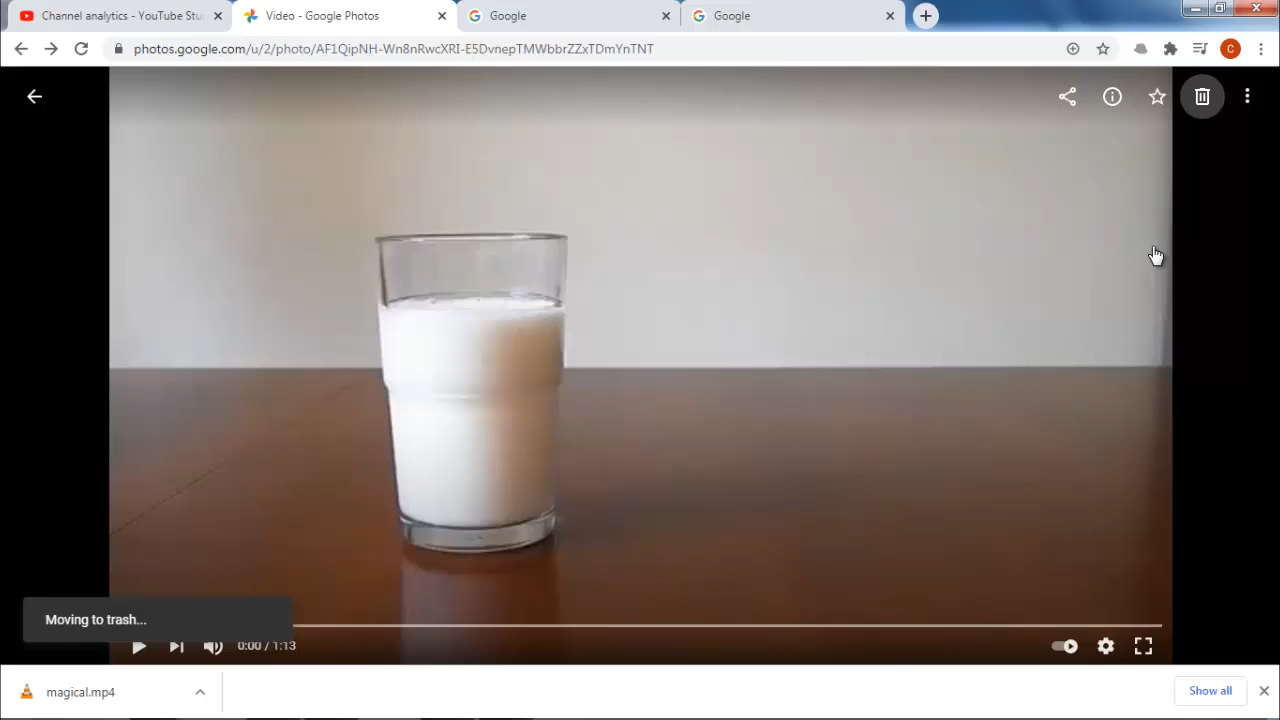 Channel analytics - YouTube Stu
Video - Google Photos
Google
Google
photos.google.com/u/2/photo/AF1QipNH-Wn8nRwcXRI-E5DvnepTMWbbrZZxTDmYnTNT
C
Moving to trash...
0:00 / 1:13
magical.mp4
Show all